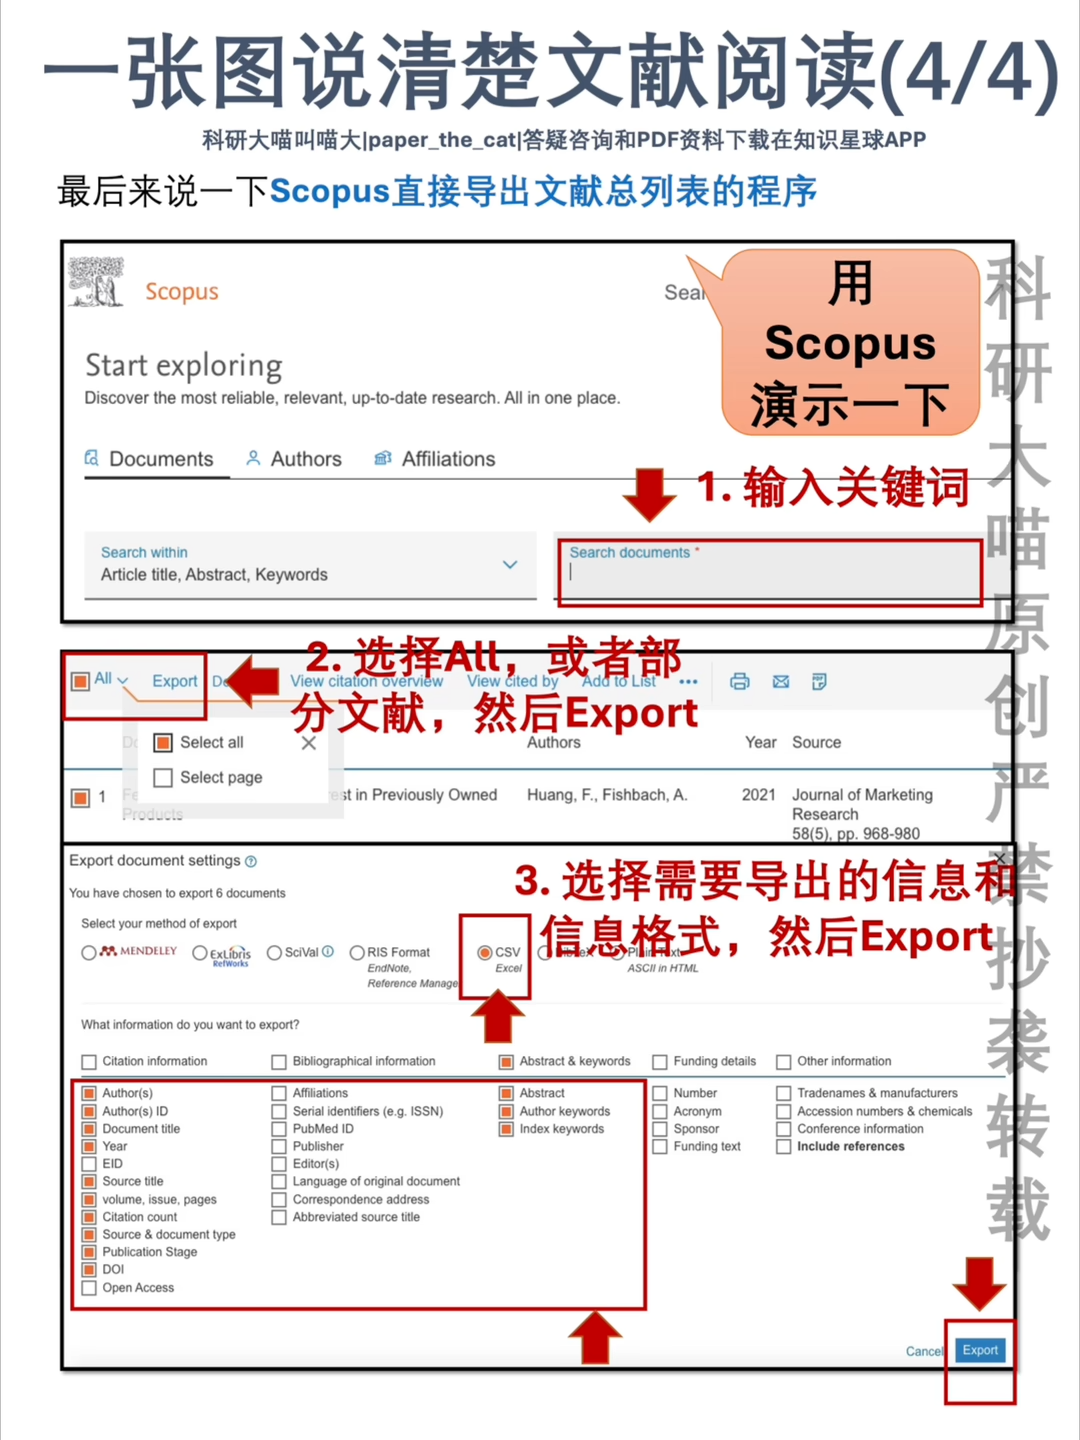 一张图说清楚文献阅读(4/4)
科研大喵叫喵大|paper_the_cat|答疑咨询和PDF资料下载在知识星球APP
最后来说一下Scopus直接导出文献总列表的程序
Scopus
Sear
用
Scopus
演示一下
Start exploring
Discover the most reliable, relevant, up-to-date research. All in one place.
Documents Authors Affiliations
1. 输入关键词
Search within
Article title, Abstract, Keywords
Search documents *
2. 选择All，或者部
分文献，然后Export
All Export View citation overview View cited by Add to List •••
Select all
Select page
Authors Year Source
1 est in Previously Owned
Products
Huang, F., Fishbach, A. 2021 Journal of Marketing
Research
58(5), pp. 968-980
Export document settings
You have chosen to export 6 documents
3. 选择需要导出的信息和
信息格式，然后Export
Select your method of export
MENDELEY ExLibris
RefWorks
SciVal RIS Format
EndNote,
Reference Manage
CSV
Excel
BibTeX Plain Text
ASCII in HTML
What information do you want to export?
Citation information Bibliographical information Abstract & keywords Funding details Other information
Author(s) Affiliations Abstract Number Tradenames & manufacturers
Author(s) ID Serial identifiers (e.g. ISSN) Author keywords Acronym Accession numbers & chemicals
Document title PubMed ID Index keywords Sponsor Conference information
Year Publisher Funding text Include references
EID Editor(s)
Source title Language of original document
volume, issue, pages Correspondence address
Citation count Abbreviated source title
Source & document type
Publication Stage
DOI
Open Access
Cancel Export
科研大喵原创严禁抄袭转载